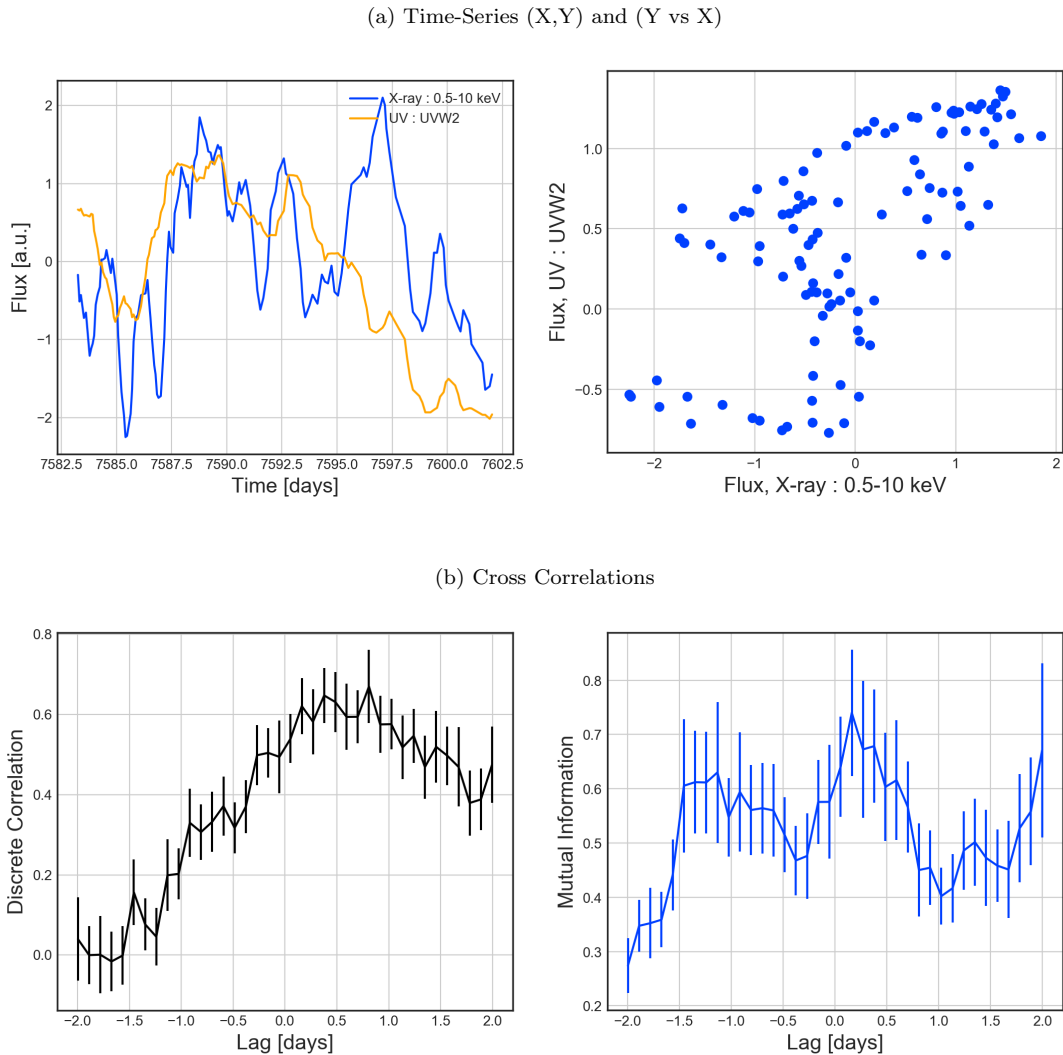 (a) Time-Series (X,Y) and (Y vs X)
X-ray : 0.5-10 keV
UV : UVW2
2
1
0
−1
−2
Flux [a.u.]
7582.5 7585.0 7587.5 7590.0 7592.5 7595.0 7597.5 7600.0 7602.5
Time [days]
1.0
0.5
0.0
−0.5
Flux, UV : UVW2
−2 −1 0 1 2
Flux, X-ray : 0.5-10 keV
(b) Cross Correlations
0.8
0.6
0.4
0.2
0.0
Discrete Correlation
−2.0 −1.5 −1.0 −0.5 0.0 0.5 1.0 1.5 2.0
Lag [days]
0.8
0.7
0.6
0.5
0.4
0.3
0.2
Mutual Information
−2.0 −1.5 −1.0 −0.5 0.0 0.5 1.0 1.5 2.0
Lag [days]